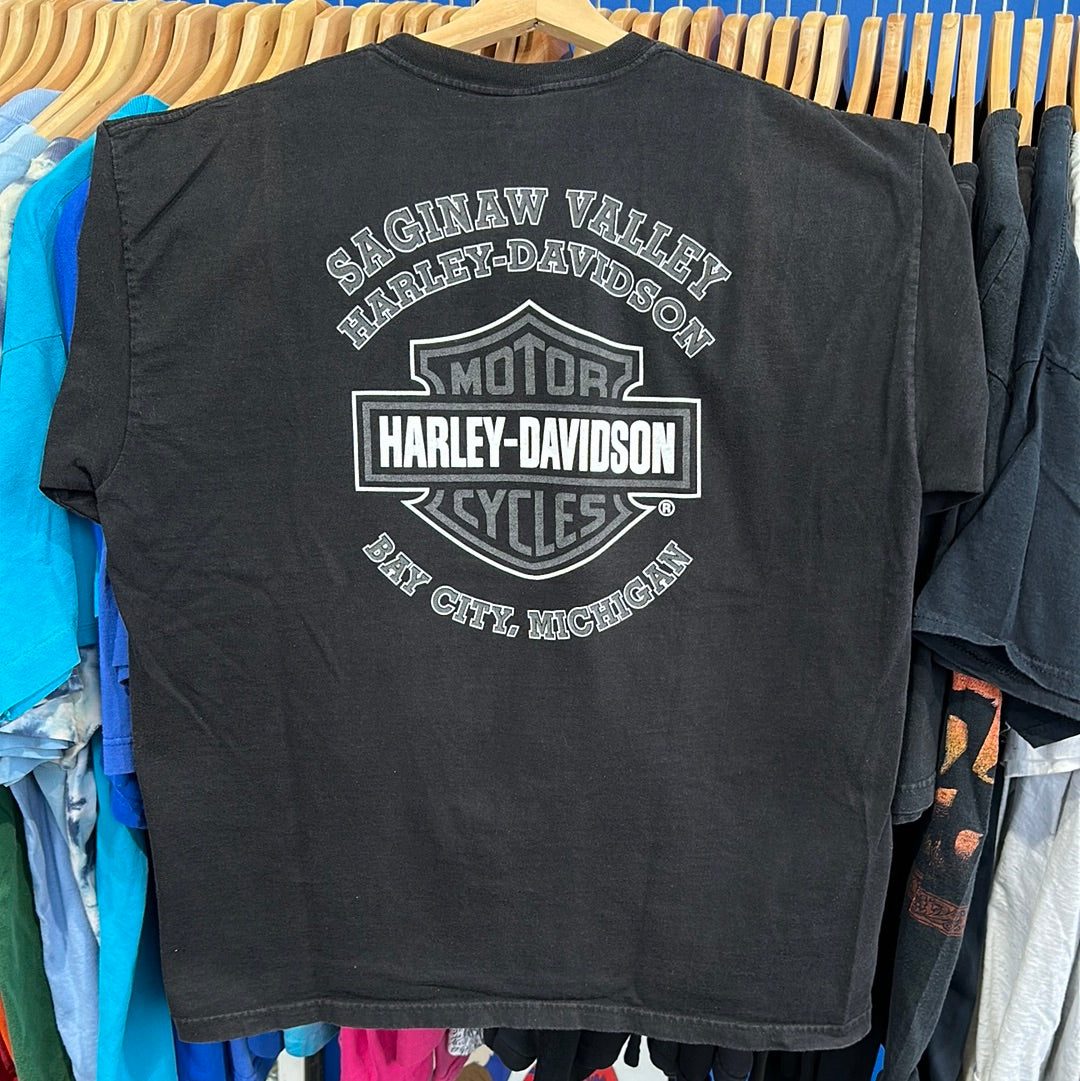 SAGINAW VALLEY
HARLEY-DAVIDSON
MOTOR
HARLEY-DAVIDSON
CYCLES
®
BAY CITY, MICHIGAN